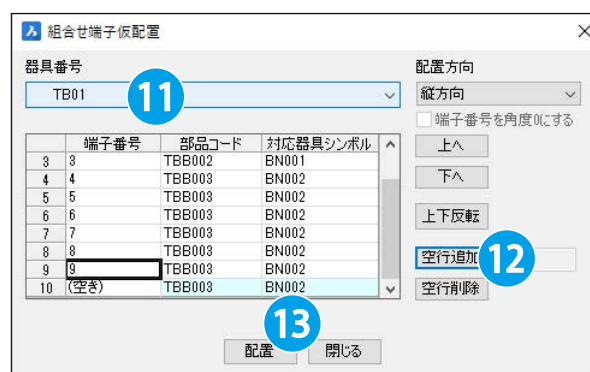 組合せ端子仮配置
器具番号
TB01
11
配置方向
縦方向
端子番号を角度0にする
端子番号 部品コード 対応器具シンボル
3 3 TBB002 BN001
4 4 TBB003 BN002
5 5 TBB003 BN002
6 6 TBB003 BN002
7 7 TBB003 BN002
8 8 TBB003 BN002
9 9 TBB003 BN002
10 (空き) TBB003 BN002
上へ
下へ
上下反転
空行追加
12
空行削除
13
配置 閉じる